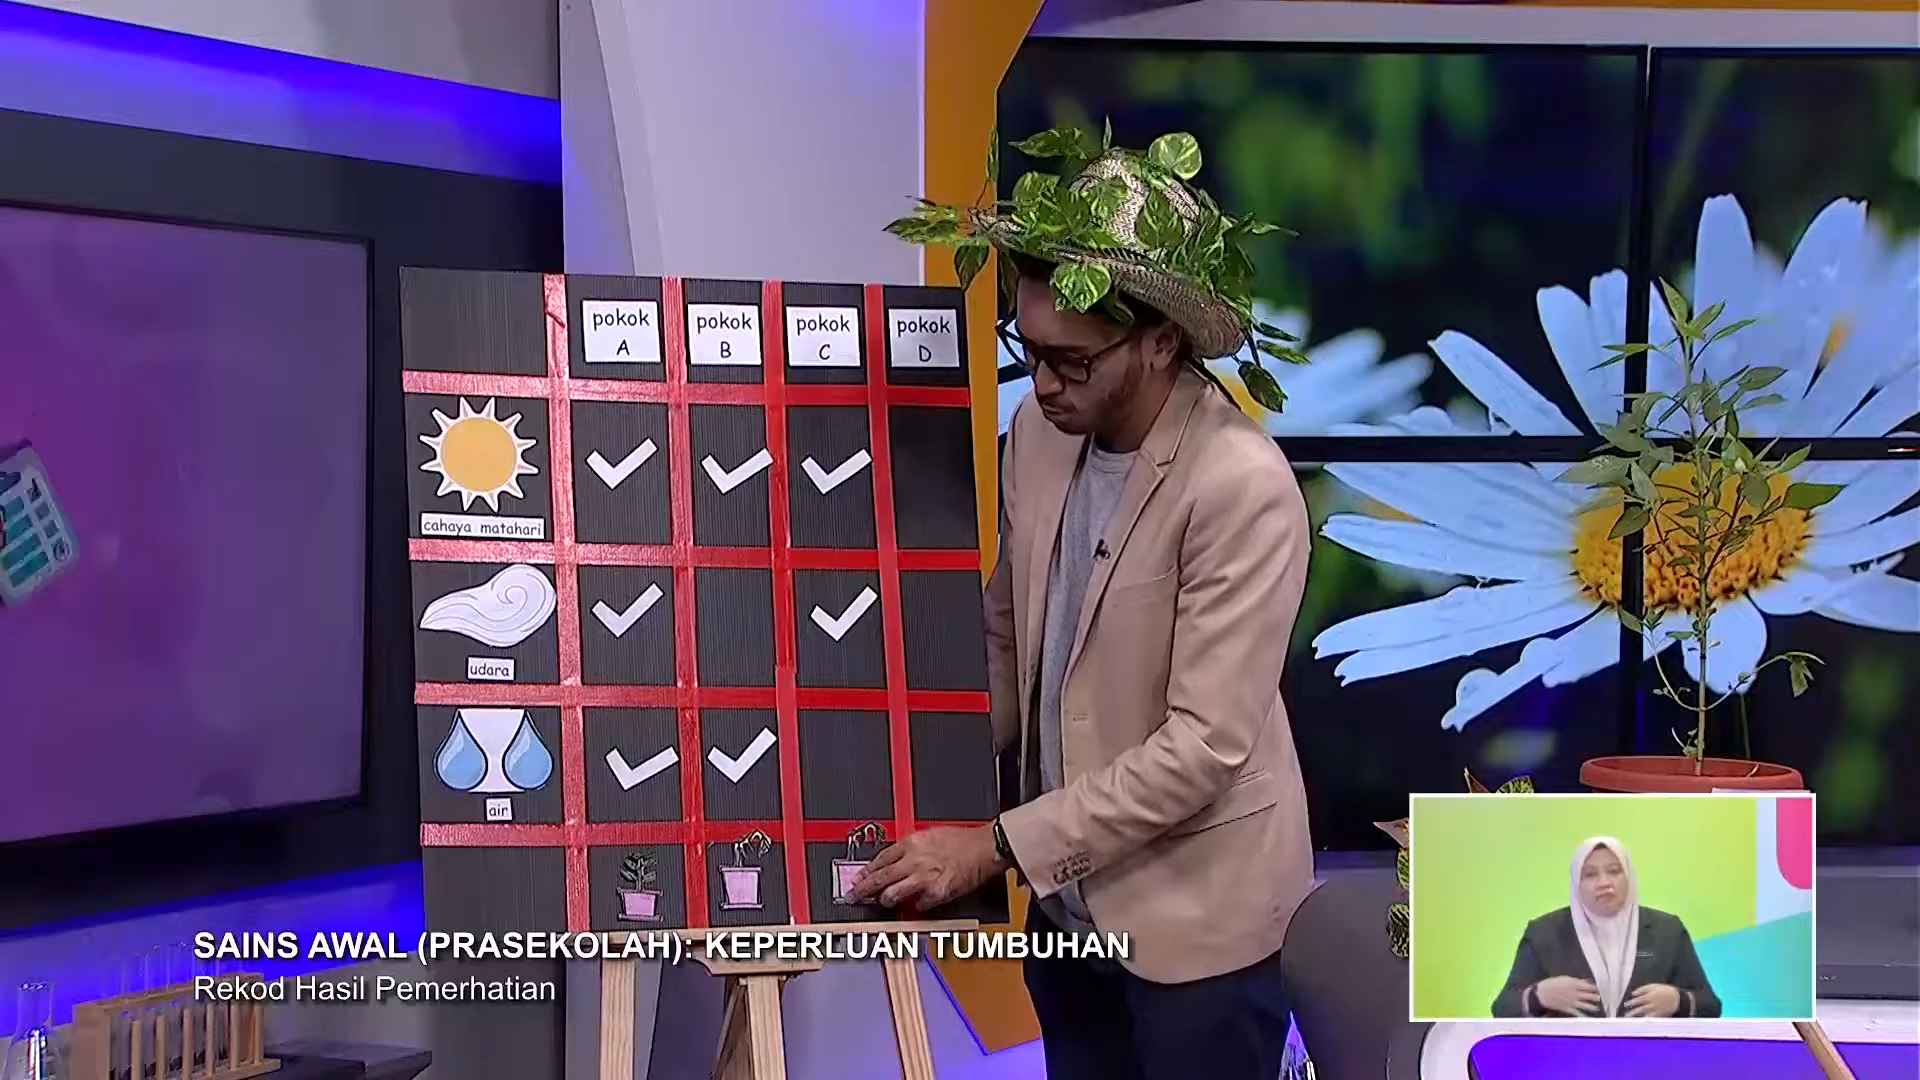 pokok
A
pokok
B
pokok
C
pokok
D
cahaya matahari
udara
air
SAINS AWAL (PRASEKOLAH): KEPERLUAN TUMBUHAN
Rekod Hasil Pemerhatian